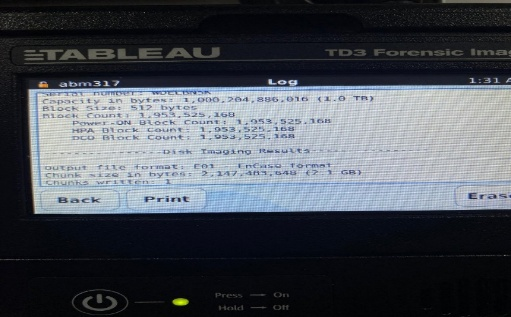 TABLEAU
TD3 Forensic Imag
abm317
Log
1:31 A
Serial number:
Capacity in bytes: 1,000,204,886,016 (1.0 TB)
Block Size: 512 bytes
Block Count: 1,953,525,168
Power-ON Block Count: 1,953,525,168
HPA Block Count: 1,953,525,168
DCO Block Count: 1,953,525,168
Disk Imaging Results
Output file format: E01 - EnCase format
Chunk size in bytes: 2,147,483,648 (2.1 GB)
Chunks written: 1
Back
Print
Eras
Press → On
Hold → Off